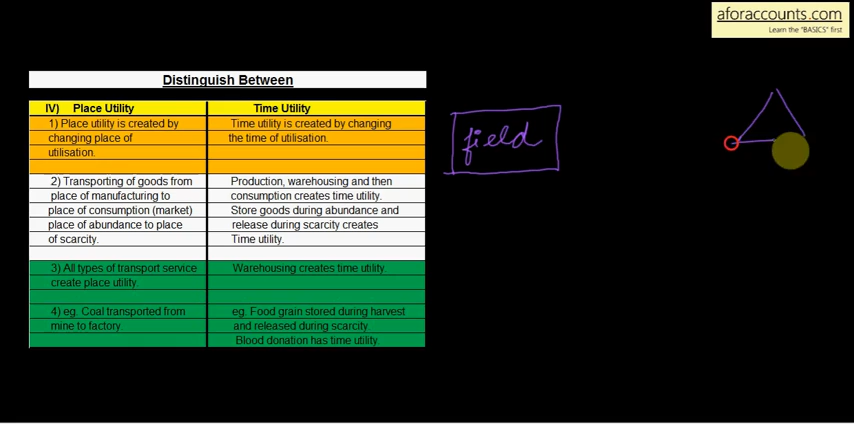 aforaccounts.com
Learn the "BASICS" first
Distinguish Between
IV) Place Utility
Time Utility
1) Place utility is created by
changing place of
utilisation.
Time utility is created by changing
the time of utilisation.
2) Transporting of goods from
place of manufacturing to
place of consumption (market)
place of abundance to place
of scarcity.
Production, warehousing and then
consumption creates time utility.
Store goods during abundance and
release during scarcity creates
Time utility.
3) All types of transport service
create place utility.
Warehousing creates time utility.
4) eg. Coal transported from
mine to factory.
eg. Food grain stored during harvest
and released during scarcity.
Blood donation has time utility.
field